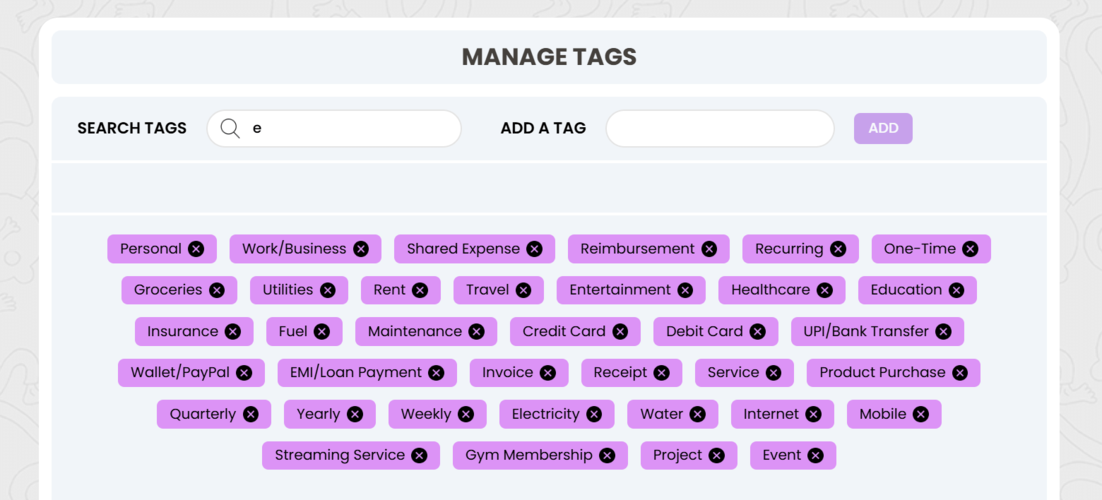 MANAGE TAGS
SEARCH TAGS e ADD A TAG ADD
Personal Work/Business Shared Expense Reimbursement Recurring One-Time
Groceries Utilities Rent Travel Entertainment Healthcare Education
Insurance Fuel Maintenance Credit Card Debit Card UPI/Bank Transfer
Wallet/PayPal EMI/Loan Payment Invoice Receipt Service Product Purchase
Quarterly Yearly Weekly Electricity Water Internet Mobile
Streaming Service Gym Membership Project Event